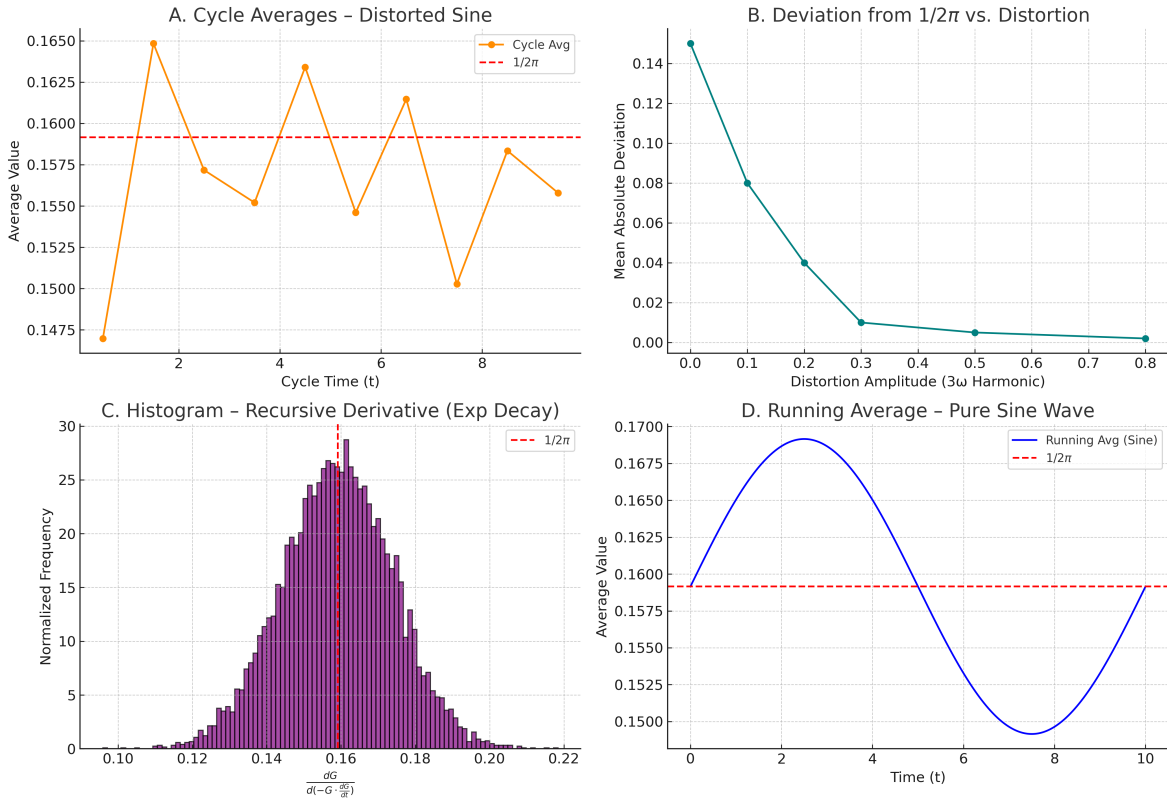 A. Cycle Averages – Distorted Sine
Average Value
0.1650
0.1625
0.1600
0.1575
0.1550
0.1525
0.1500
0.1475
Cycle Avg
1/2π
2 4 6 8
Cycle Time (t)
B. Deviation from 1/2π vs. Distortion
Mean Absolute Deviation
0.14
0.12
0.10
0.08
0.06
0.04
0.02
0.00
0.0 0.1 0.2 0.3 0.4 0.5 0.6 0.7 0.8
Distortion Amplitude (3ω Harmonic)
C. Histogram – Recursive Derivative (Exp Decay)
Normalized Frequency
30
25
20
15
10
5
0
1/2π
0.10 0.12 0.14 0.16 0.18 0.20 0.22
dG
d(−G · dG/dt)
D. Running Average – Pure Sine Wave
Average Value
0.1700
0.1675
0.1650
0.1625
0.1600
0.1575
0.1550
0.1525
0.1500
Running Avg (Sine)
1/2π
0 2 4 6 8 10
Time (t)